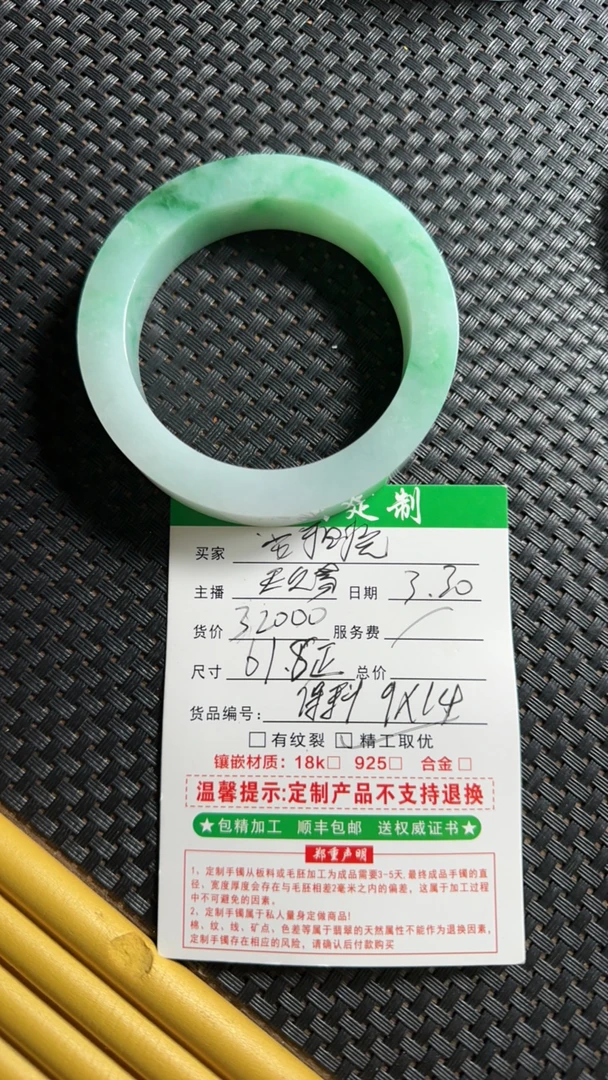 定制
买家
主播 日期 3.30
货价 32000 服务费
尺寸 61.8正 总价
货品编号: 保料 9X14
□有纹裂 □精工取优
镶嵌材质：18k□ 925□ 合金□
温馨提示:定制产品不支持退换
★包精加工 顺丰包邮 送权威证书★
郑重声明
1、定制手镯从板料或毛胚加工为成品需要3-5天,最终成品手镯的直
径、宽度厚度会存在与毛胚相差2毫米之内的偏差，该属于加工过程
中不可避免的因素。
2、定制手镯属于私人量身定做商品!
棉、纹、线、矿点、色差等属于翡翠的天然属性不能作为退换因素，
定制手镯存在相应的风险，请确认后付款购买